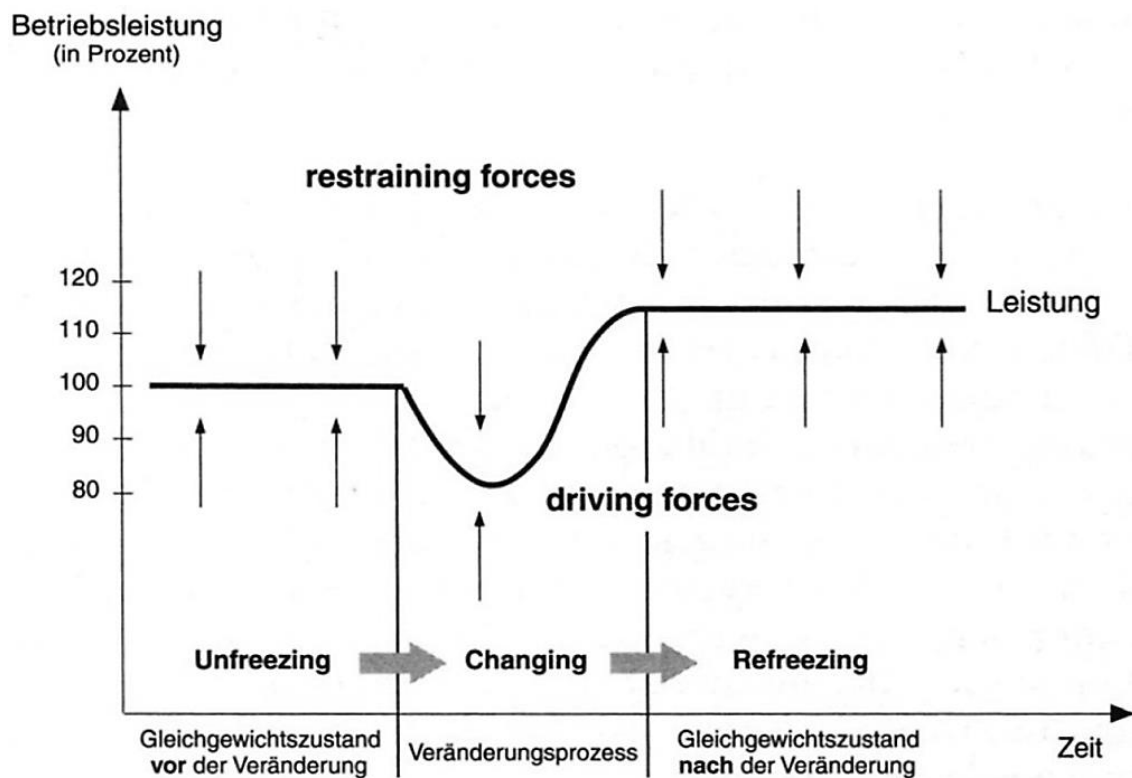 Betriebsleistung
(in Prozent)
restraining forces
120
110
100
90
80
Leistung
driving forces
Unfreezing
Changing
Refreezing
Gleichgewichtszustand
vor der Veränderung
Veränderungsprozess
Gleichgewichtszustand
nach der Veränderung
Zeit